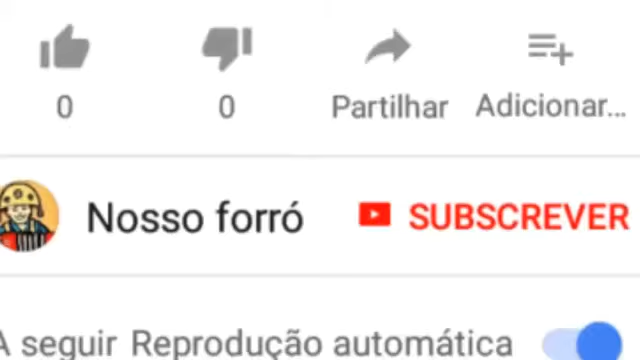 0 0 Partilhar Adicionar...
Nosso forró SUBSCREVER
A seguir Reprodução automática